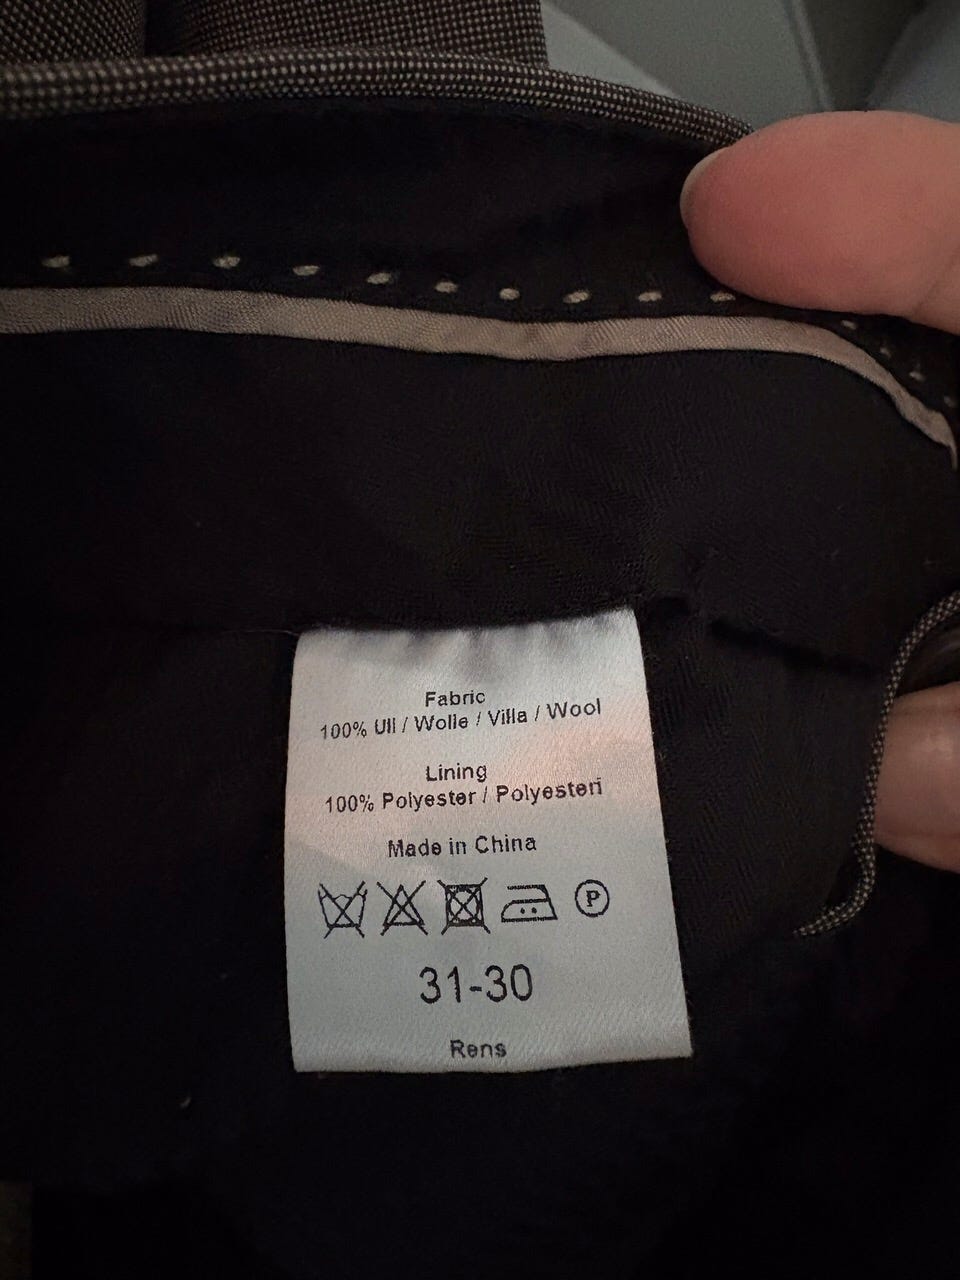 Fabric
100% Ull / Wolle / Villa / Wool
Lining
100% Polyester / Polyesteri
Made in China
P
31-30
Rens